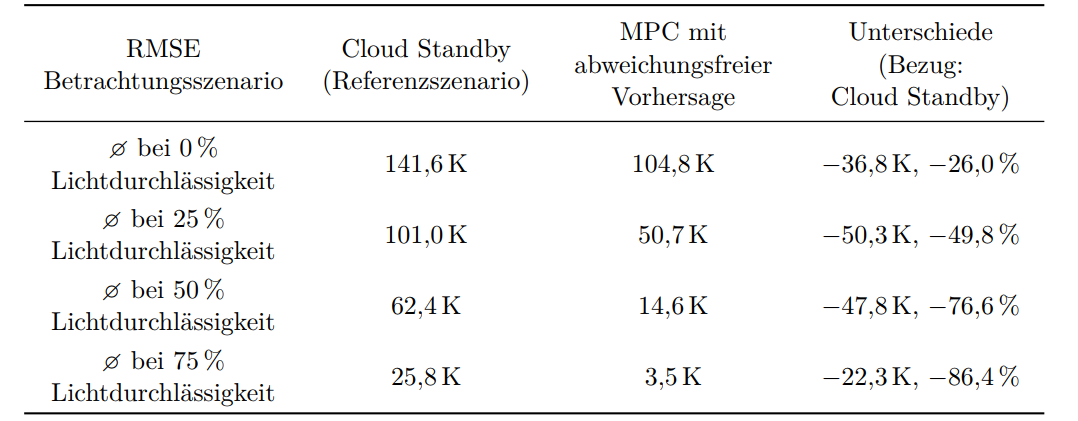 RMSE
Betrachtungsszenario
Cloud Standby
(Referenzszenario)
MPC mit
abweichungsfreier
Vorhersage
Unterschiede
(Bezug:
Cloud Standby)
⌀ bei 0 %
Lichtdurchlässigkeit
141,6 K
104,8 K
−36,8 K, −26,0 %
⌀ bei 25 %
Lichtdurchlässigkeit
101,0 K
50,7 K
−50,3 K, −49,8 %
⌀ bei 50 %
Lichtdurchlässigkeit
62,4 K
14,6 K
−47,8 K, −76,6 %
⌀ bei 75 %
Lichtdurchlässigkeit
25,8 K
3,5 K
−22,3 K, −86,4 %